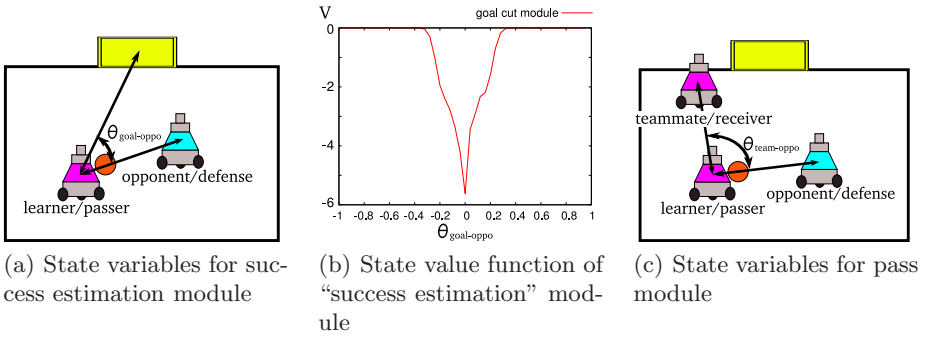 θgoal-oppo
opponent/defense
learner/passer
(a) State variables for suc-
cess estimation module
V
goal cut module
0
-2
-4
-6
-1 -0.8 -0.6 -0.4 -0.2 0 0.2 0.4 0.6 0.8 1
θgoal-oppo
(b) State value function of
“success estimation” mod-
ule
teammate/receiver
θteam-oppo
learner/passer
opponent/defense
(c) State variables for pass
module